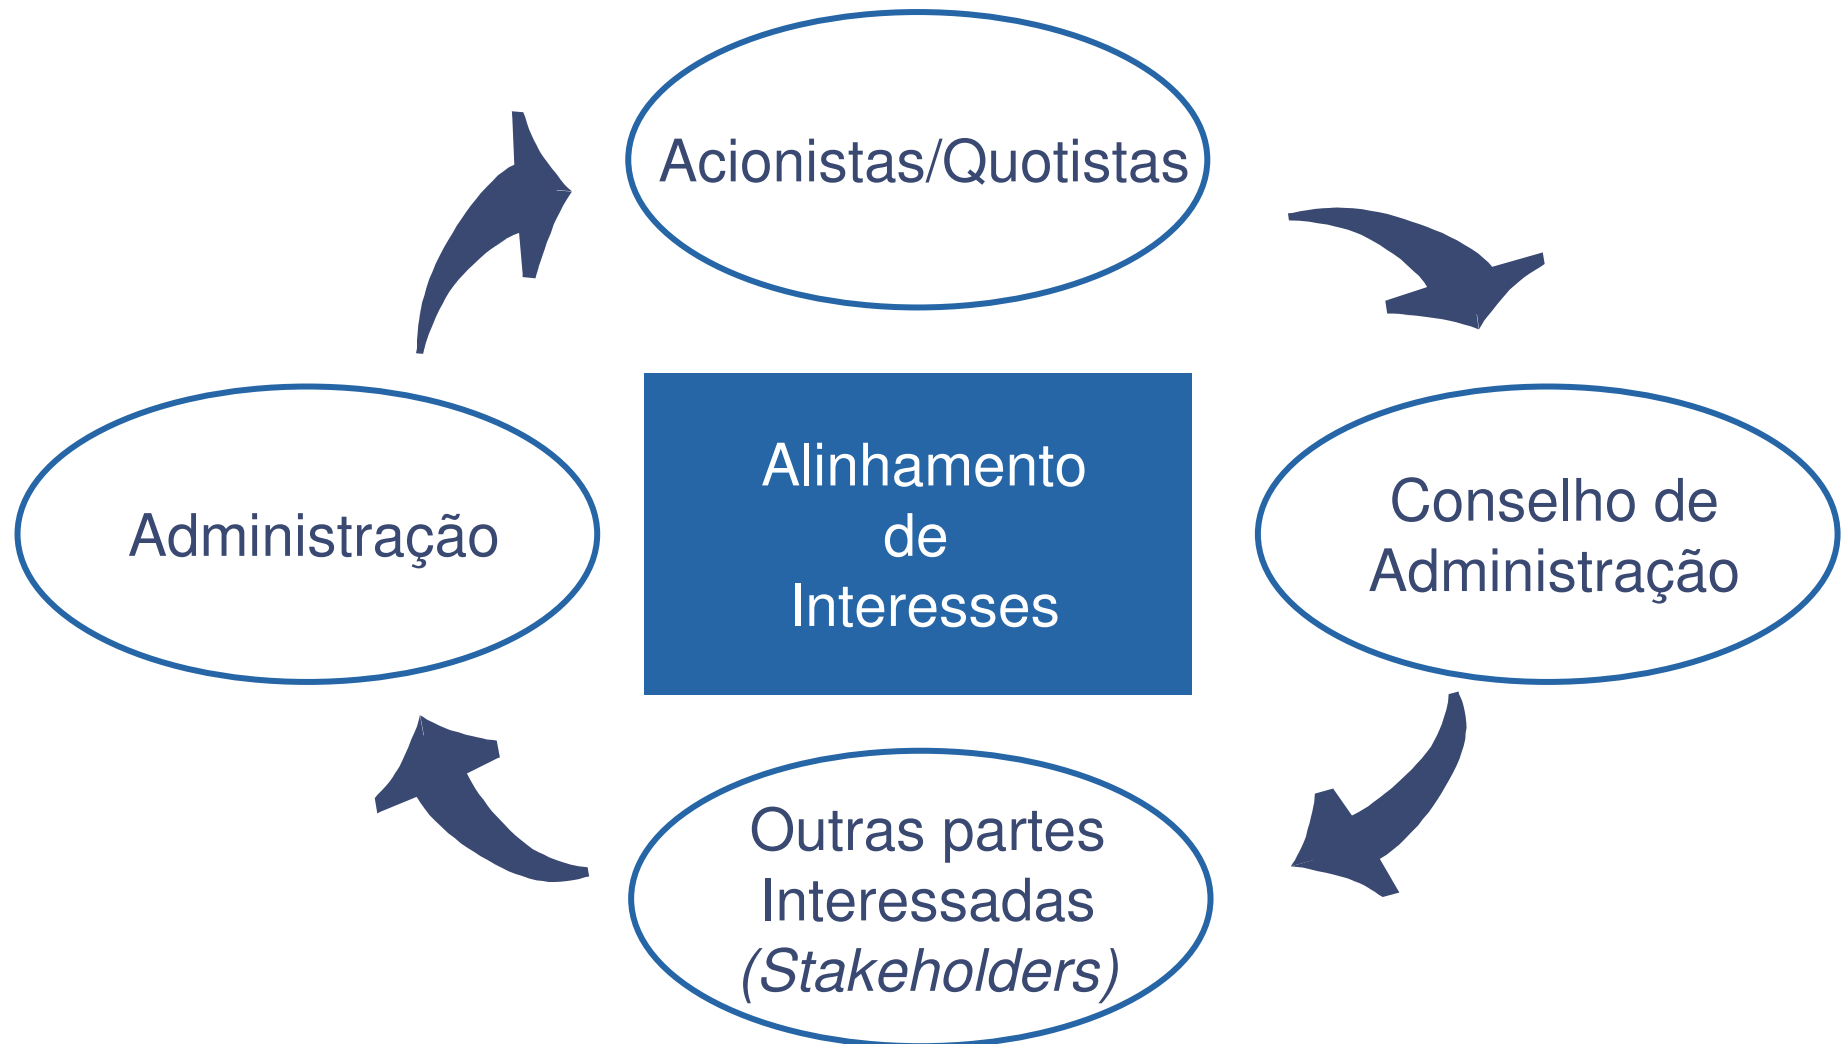 Acionistas/Quotistas
Administração
Alinhamento
de
Interesses
Conselho de
Administração
Outras partes
Interessadas
(Stakeholders)